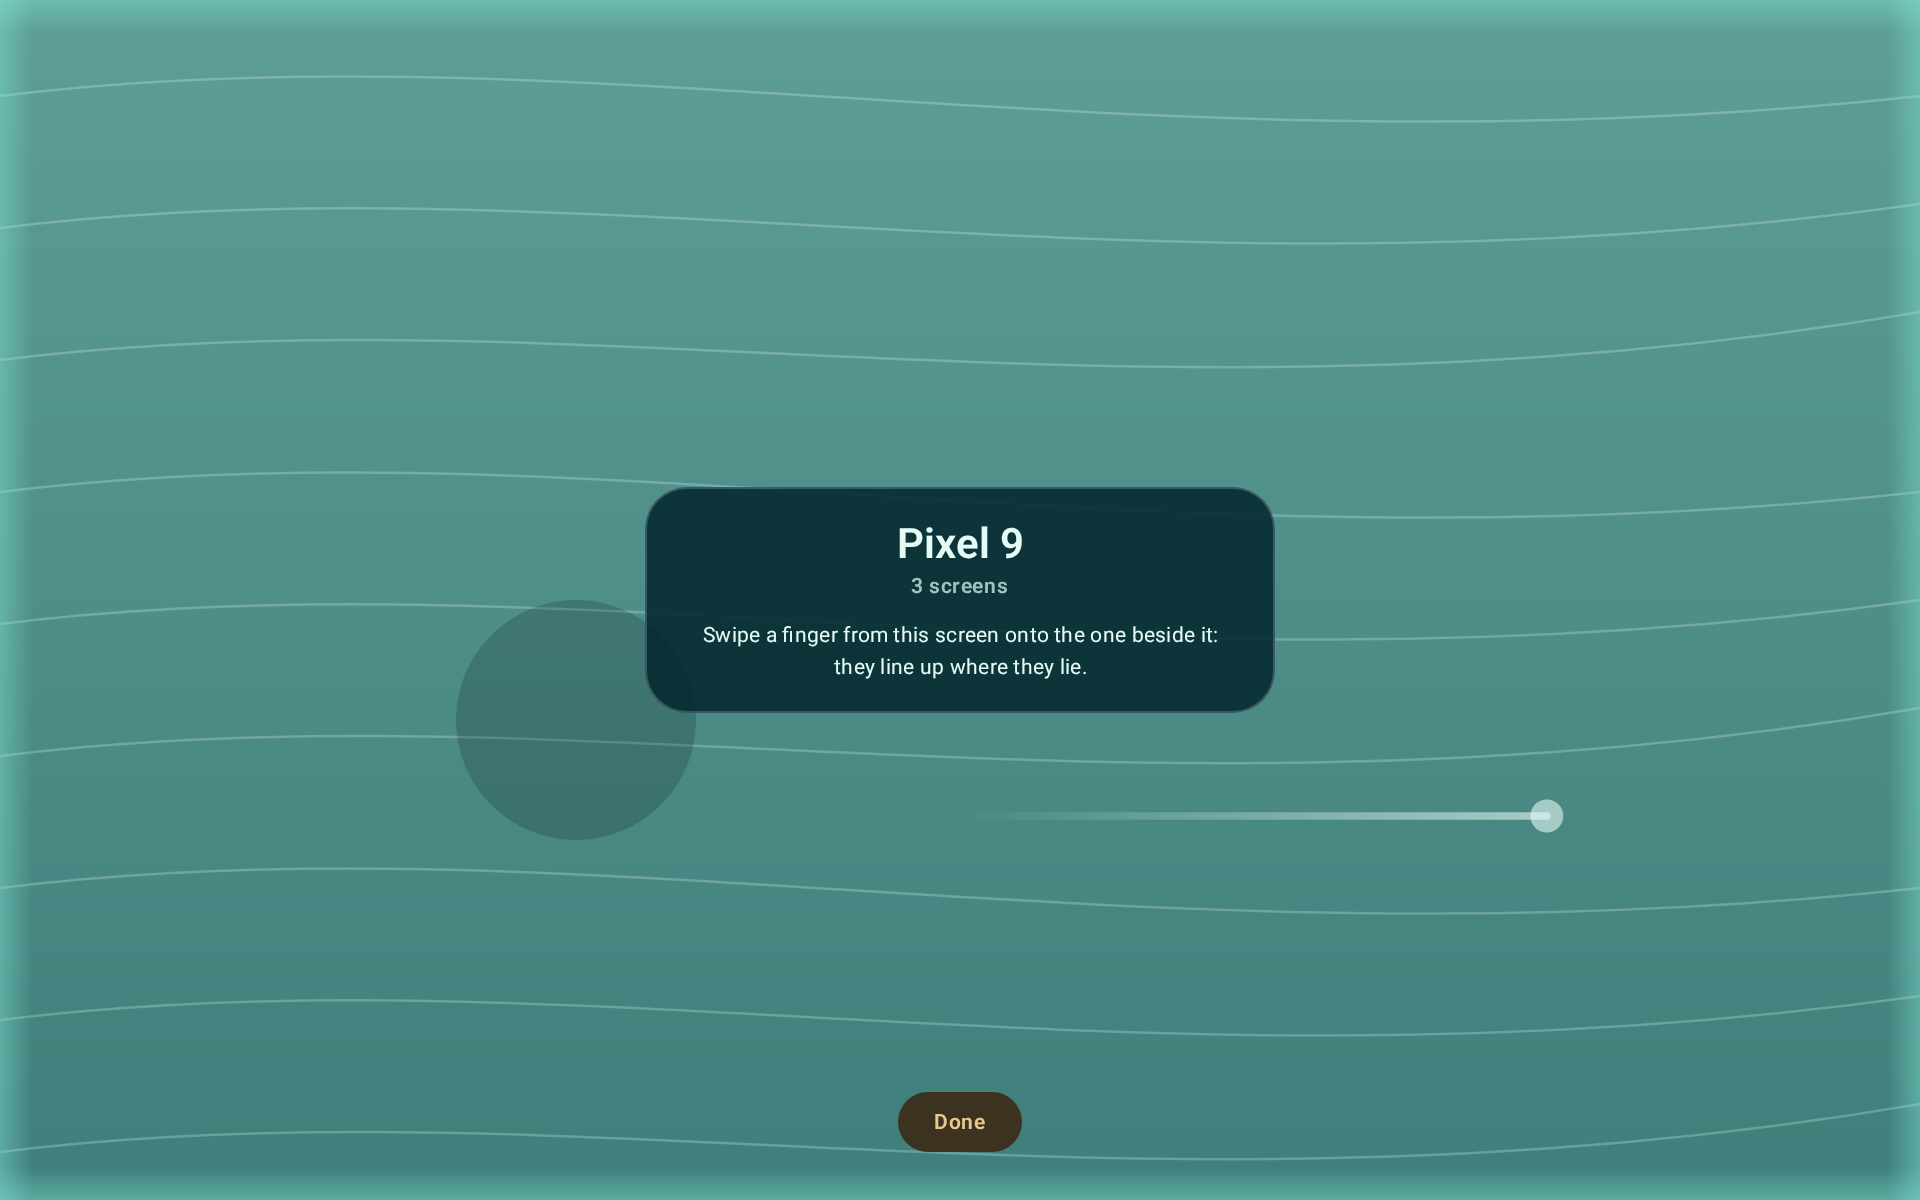 Pixel 9
3 screens
Swipe a finger from this screen onto the one beside it:
they line up where they lie.
Done